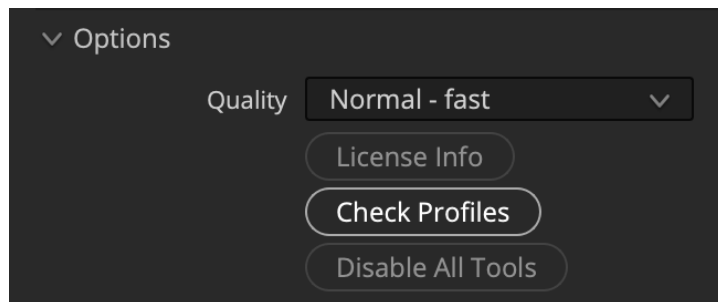 Options
Quality Normal - fast
License Info
Check Profiles
Disable All Tools